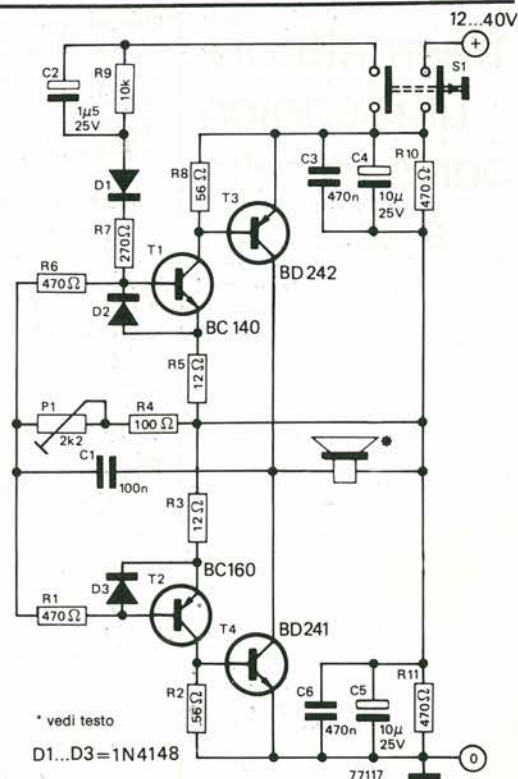 12...40V
+
S1
C2
1μ5
25V
R9
10k
D1
R8
56 Ω
T3
C3
470n
C4
10μ
25V
R10
470 Ω
R7
270Ω
T1
BD 242
R6
470Ω
D2
BC 140
R5
12 Ω
P1
2k2
R4
100 Ω
*
C1
100n
R3
12 Ω
BC160
D3
T2
R1
470Ω
T4
BD241
R2
56 Ω
C6
470n
C5
10μ
25V
R11
470 Ω
* vedi testo
D1...D3=1N4148
0
77117